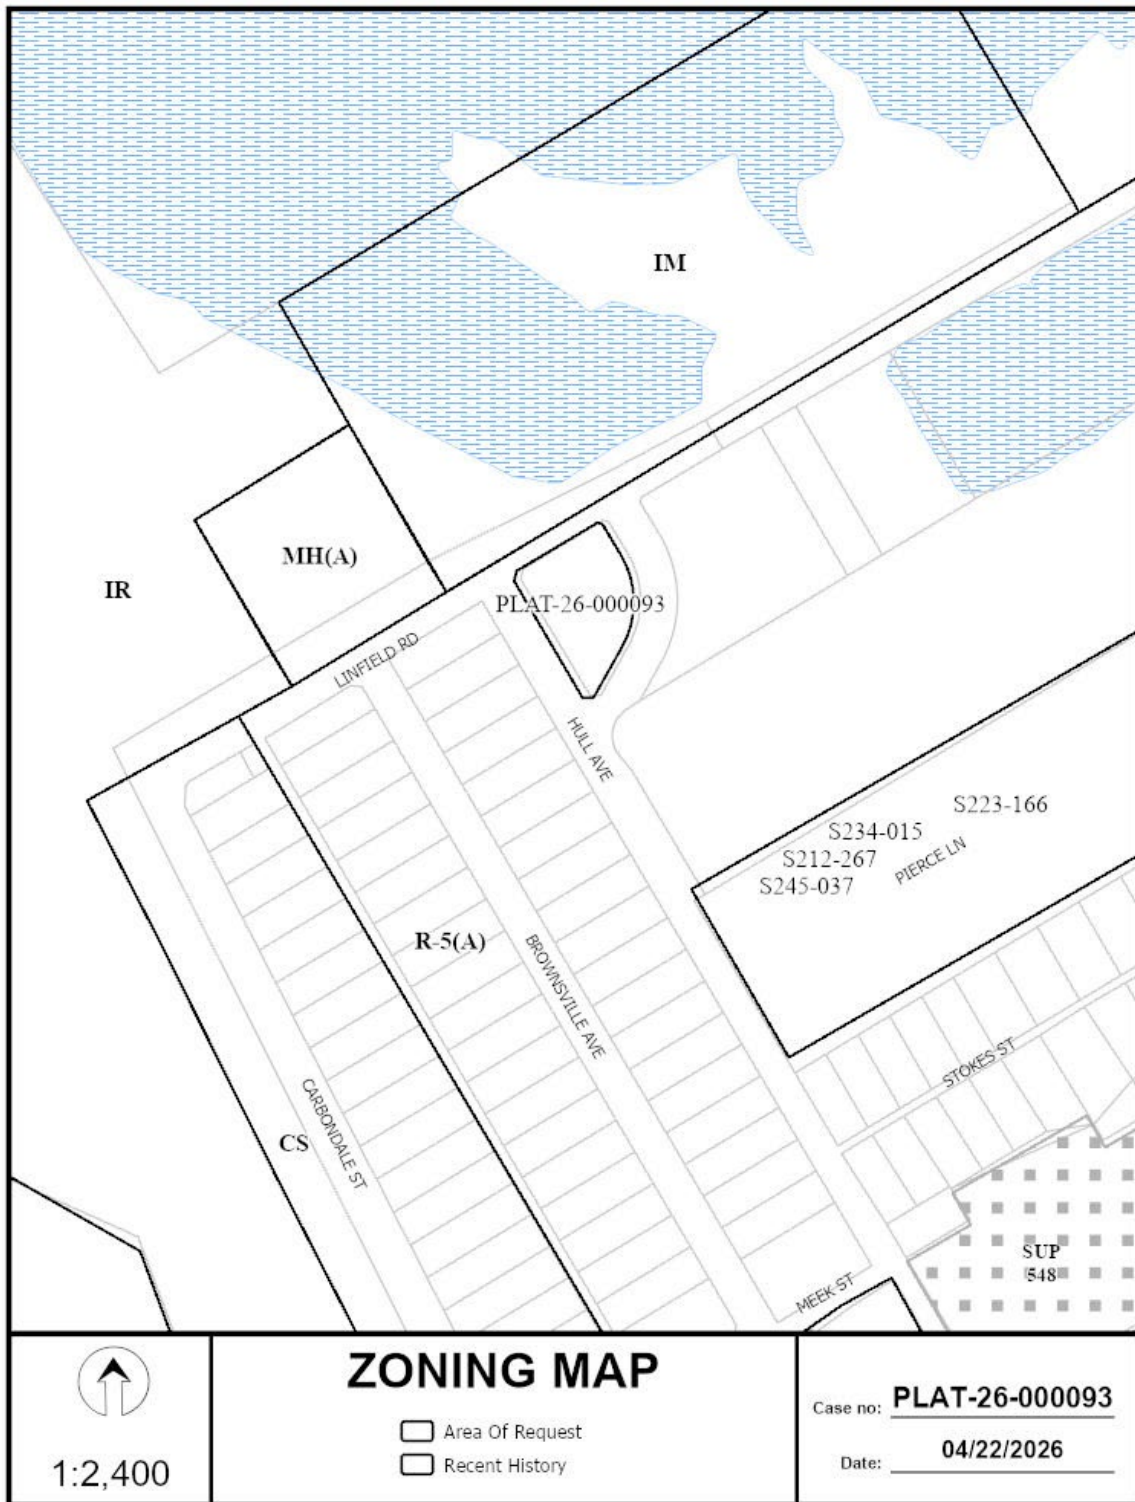 IM
MH(A)
IR
PLAT-26-000093
LINFIELD RD
HULL AVE
S223-166
S234-015
S212-267
S245-037
PIERCE LN
R-5(A)
BROWNSVILLE AVE
STOKES ST
CARBONDALE ST
CS
SUP
548
MEEK ST
1:2,400
ZONING MAP
Area Of Request
Recent History
Case no: PLAT-26-000093
Date: 04/22/2026